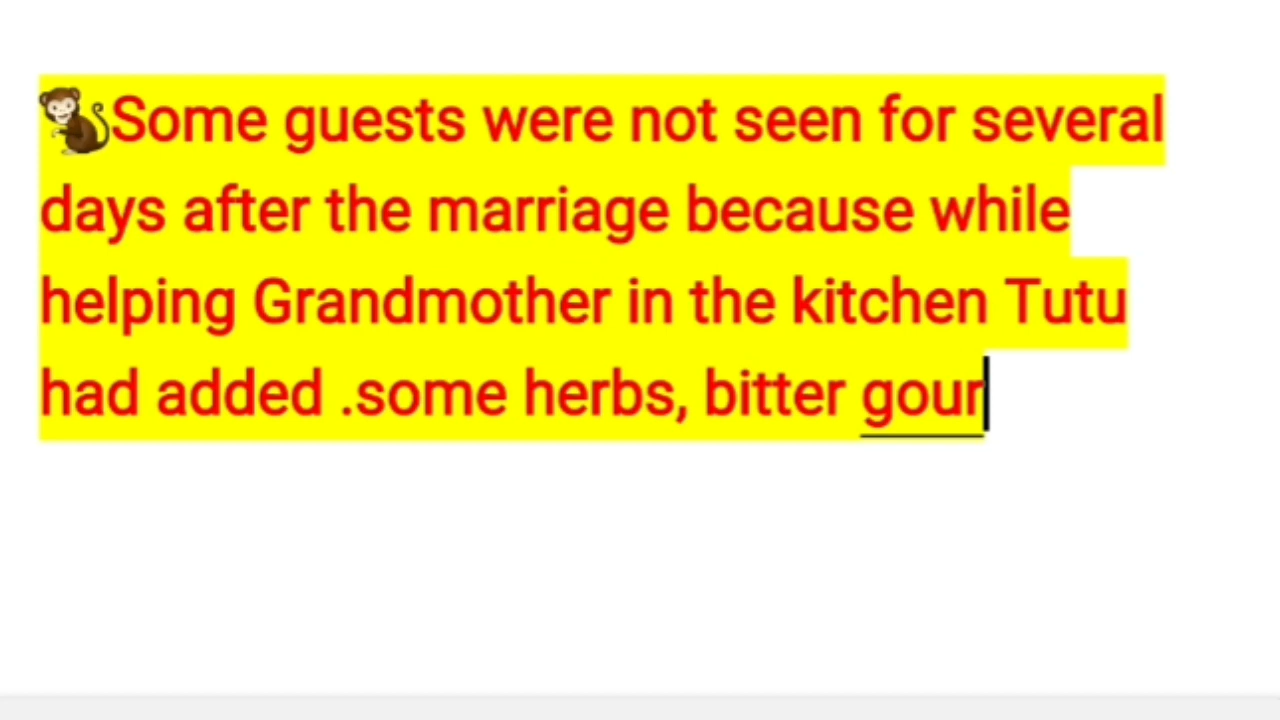 🐒Some guests were not seen for several
days after the marriage because while
helping Grandmother in the kitchen Tutu
had added .some herbs, bitter gour